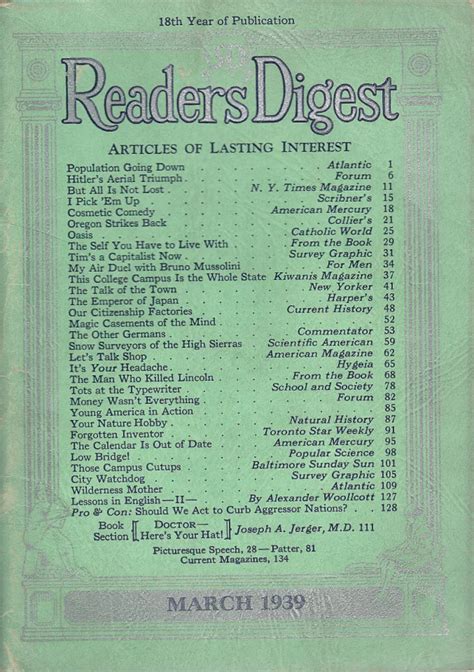 18th Year of Publication
Readers Digest
ARTICLES OF LASTING INTEREST
Population Going Down . . . . . . Atlantic 1
Hitler's Aerial Triumph . . . . . . Forum 6
But All Is Not Lost . . . . N. Y. Times Magazine 11
I Pick 'Em Up . . . . . . Scribner's 15
Cosmetic Comedy . . . . American Mercury 18
Oregon Strikes Back . . . . . . Collier's 21
Oasis . . . . . . Catholic World 25
The Self You Have to Live With . . . From the Book 29
Tim's a Capitalist Now . . . . Survey Graphic 31
My Air Duel with Bruno Mussolini . . . For Men 34
This College Campus Is the Whole State Kiwanis Magazine 37
The Talk of the Town . . . . . New Yorker 41
The Emperor of Japan . . . . . Harper's 43
Our Citizenship Factories . . . . Current History 48
Magic Casements of the Mind . . . . . . 52
The Other Germans . . . . . Commentator 53
Snow Surveyors of the High Sierras . Scientific American 59
Let's Talk Shop . . . . American Magazine 62
It's Your Headache . . . . . . Hygeia 65
The Man Who Killed Lincoln . . . From the Book 68
Tots at the Typewriter . . . School and Society 78
Money Wasn't Everything . . . . . Forum 82
Young America in Action . . . . . . 85
Your Nature Hobby . . . . . Natural History 87
Forgotten Inventor . . . . Toronto Star Weekly 91
The Calendar Is Out of Date . . American Mercury 95
Low Bridge! . . . . . Popular Science 98
Those Campus Cutups . . . Baltimore Sunday Sun 101
City Watchdog . . . . . Survey Graphic 105
Wilderness Mother . . . . . . Atlantic 109
Lessons in English—II— . . By Alexander Woollcott 127
Pro & Con: Should We Act to Curb Aggressor Nations? . . 128
Book Section [ DOCTOR— Here's Your Hat! ] Joseph A. Jerger, M.D. 111
Picturesque Speech, 28—Patter, 81
Current Magazines, 134
MARCH 1939